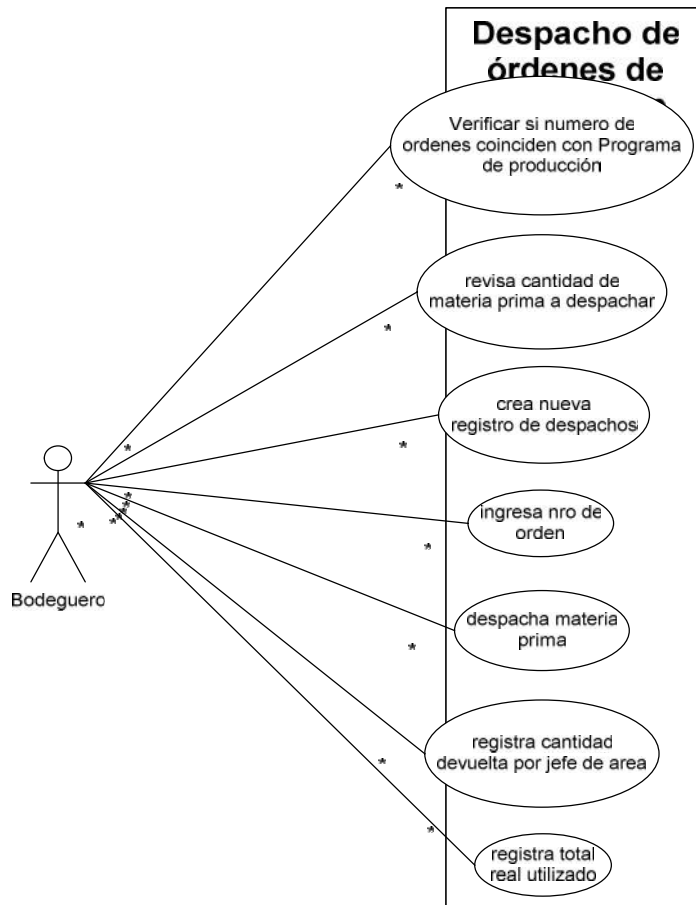 Despacho de
órdenes de
Verificar si numero de
ordenes coinciden con Programa
de producción
*
revisa cantidad de
materia prima a despachar
*
crea nueva
registro de despachos
*
*
ingresa nro de
orden
*
*
*
*
*
*
*
Bodeguero
despacha materia
prima
*
registra cantidad
devuelta por jefe de area
*
*
registra total
real utilizado